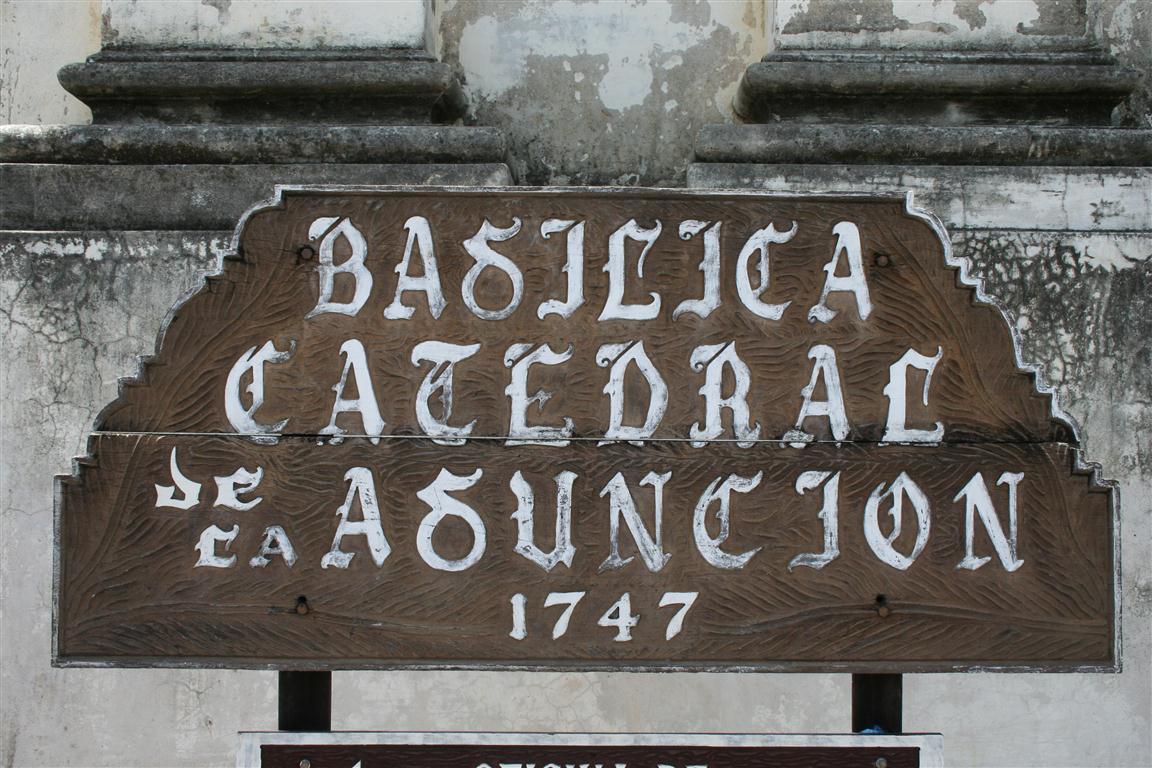 BASILICA
CATEDRAL
de LA ASUNCION
1747